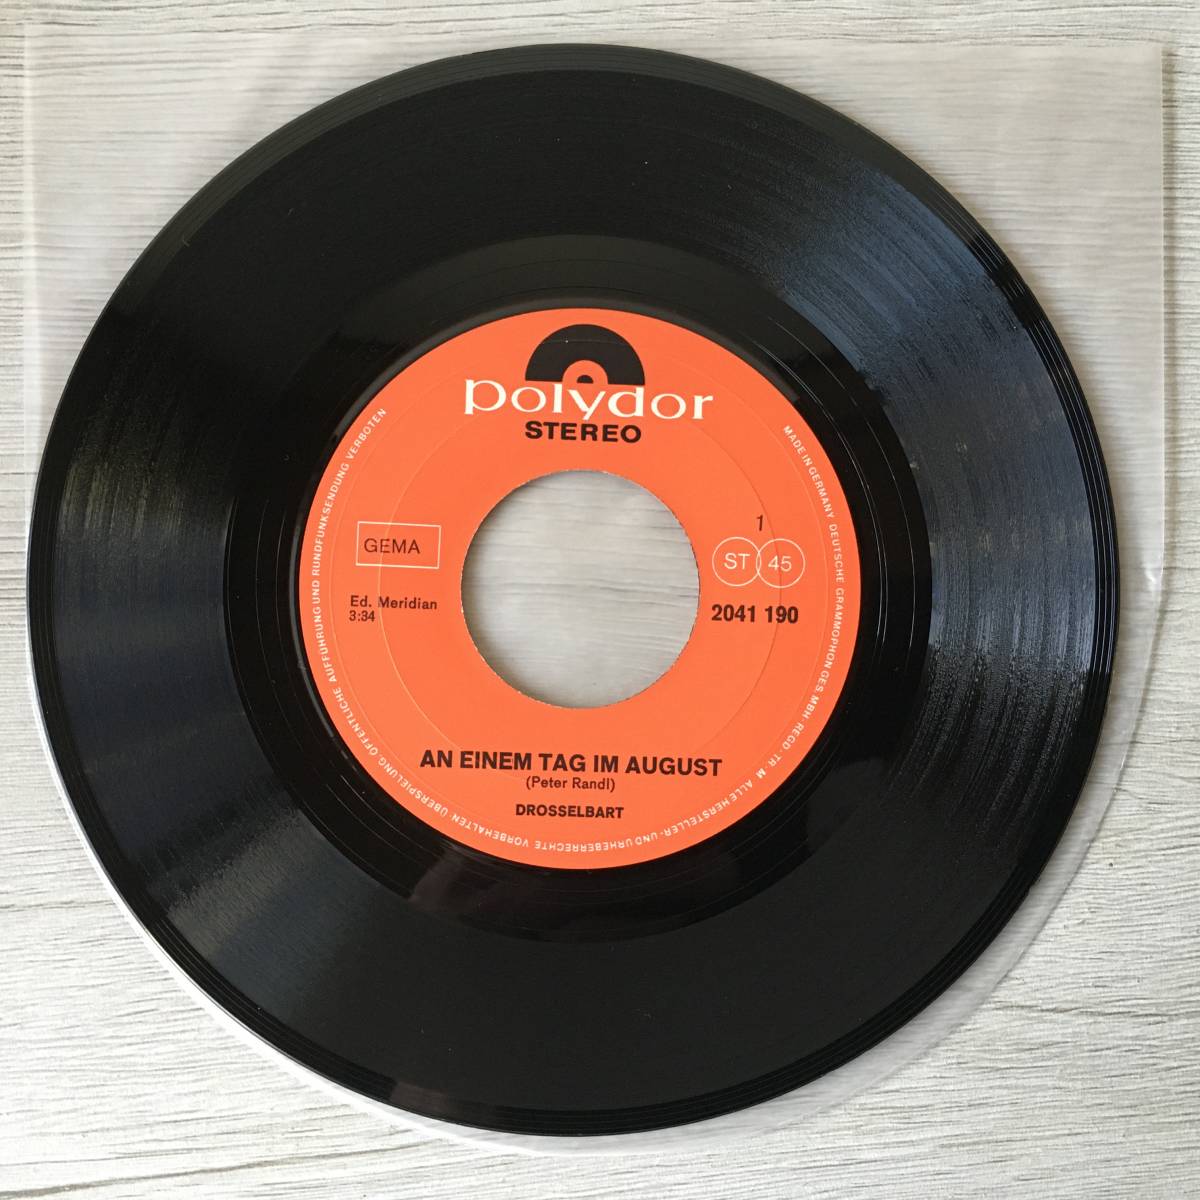 polydor
STEREO
1
GEMA
ST 45
Ed. Meridian
3:34
2041 190
AN EINEM TAG IM AUGUST
(Peter Randl)
DROSSELBART
MADE IN GERMANY DEUTSCHE GRAMMOPHON GES. MBH · REGD · TR · M · ALLE HERSTELLER- UND URHEBERRECHTE VORBEHALTEN · ÜBERSPIELUNG · ÖFFENTLICHE AUFFÜHRUNG UND RUNDFUNKSENDUNG VERBOTEN